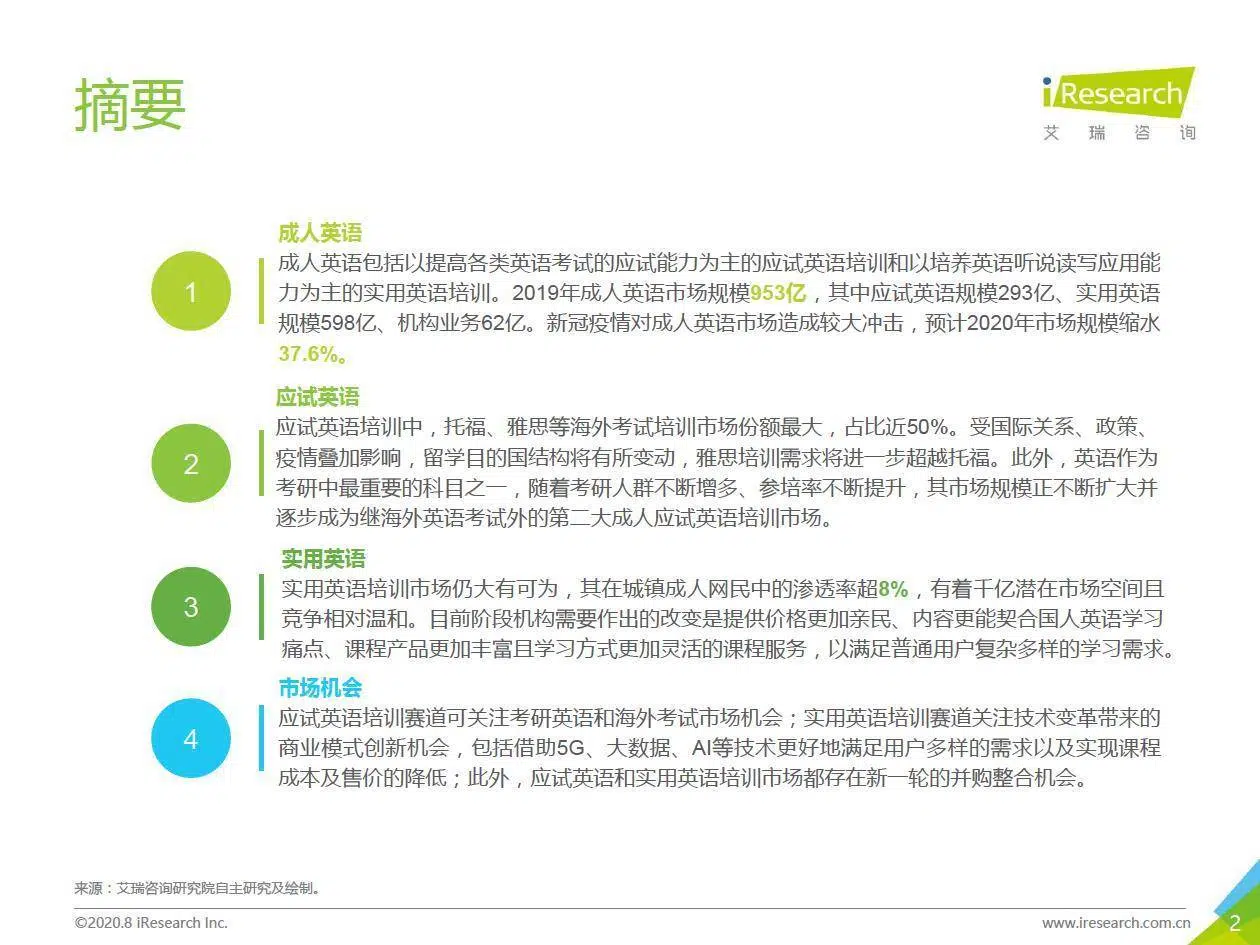 摘要
iResearch
艾瑞咨询
1
成人英语
成人英语包括以提高各类英语考试的应试能力为主的应试英语培训和以培养英语听说读写应用能
力为主的实用英语培训。2019年成人英语市场规模953亿，其中应试英语规模293亿、实用英语
规模598亿、机构业务62亿。新冠疫情对成人英语市场造成较大冲击，预计2020年市场规模缩水
37.6%。
2
应试英语
应试英语培训中，托福、雅思等海外考试培训市场份额最大，占比近50%。受国际关系、政策、
疫情叠加影响，留学目的国结构将有所变动，雅思培训需求将进一步超越托福。此外，英语作为
考研中最重要的科目之一，随着考研人群不断增多、参培率不断提升，其市场规模正不断扩大并
逐步成为继海外英语考试外的第二大成人应试英语培训市场。
3
实用英语
实用英语培训市场仍大有可为，其在城镇成人网民中的渗透率超8%，有着千亿潜在市场空间且
竞争相对温和。目前阶段机构需要作出的改变是提供价格更加亲民、内容更能契合国人英语学习
痛点、课程产品更加丰富且学习方式更加灵活的课程服务，以满足普通用户复杂多样的学习需求。
4
市场机会
应试英语培训赛道可关注考研英语和海外考试市场机会；实用英语培训赛道关注技术变革带来的
商业模式创新机会，包括借助5G、大数据、AI等技术更好地满足用户多样的需求以及实现课程
成本及售价的降低；此外，应试英语和实用英语培训市场都存在新一轮的并购整合机会。
来源：艾瑞咨询研究院自主研究及绘制。
©2020.8 iResearch Inc.
www.iresearch.com.cn
2